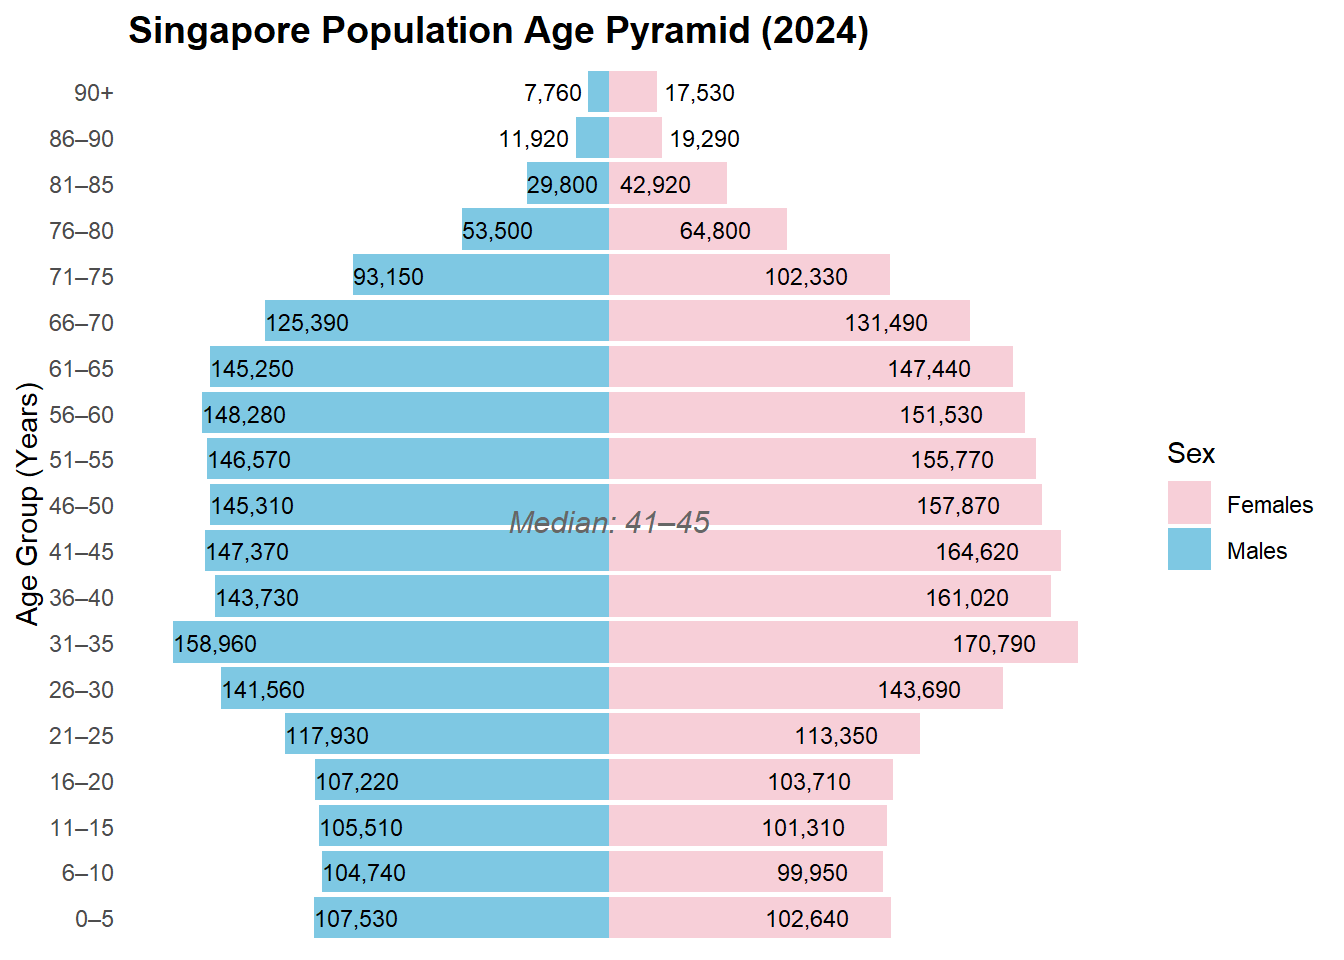 Singapore Population Age Pyramid (2024)
90+ 7,760 17,530
86–90 11,920 19,290
81–85 29,800 42,920
76–80 53,500 64,800
71–75 93,150 102,330
66–70 125,390 131,490
61–65 145,250 147,440
56–60 148,280 151,530
51–55 146,570 155,770
46–50 145,310 157,870
Median: 41–45
41–45 147,370 164,620
36–40 143,730 161,020
31–35 158,960 170,790
26–30 141,560 143,690
21–25 117,930 113,350
16–20 107,220 103,710
11–15 105,510 101,310
6–10 104,740 99,950
0–5 107,530 102,640
Age Group (Years)
Sex
Females
Males